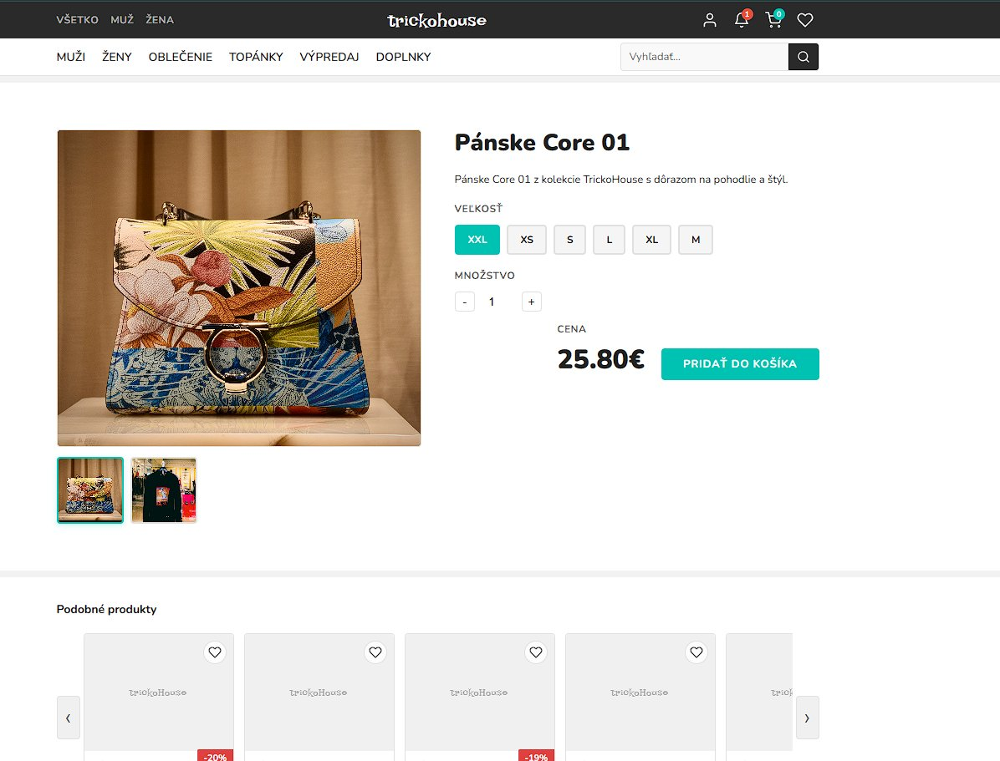 VŠETKO MUŽ ŽENA trickohouse 1 0
MUŽI ŽENY OBLEČENIE TOPÁNKY VÝPREDAJ DOPLNKY Vyhľadať...
Pánske Core 01
Pánske Core 01 z kolekcie TrickoHouse s dôrazom na pohodlie a štýl.
VEĽKOSŤ
XXL XS S L XL M
MNOŽSTVO
- 1 +
CENA
25.80€ PRIDAŤ DO KOŠÍKA
Podobné produkty
trickoHouse trickoHouse trickoHouse trickoHouse trick
‹ ›
-20% -19%